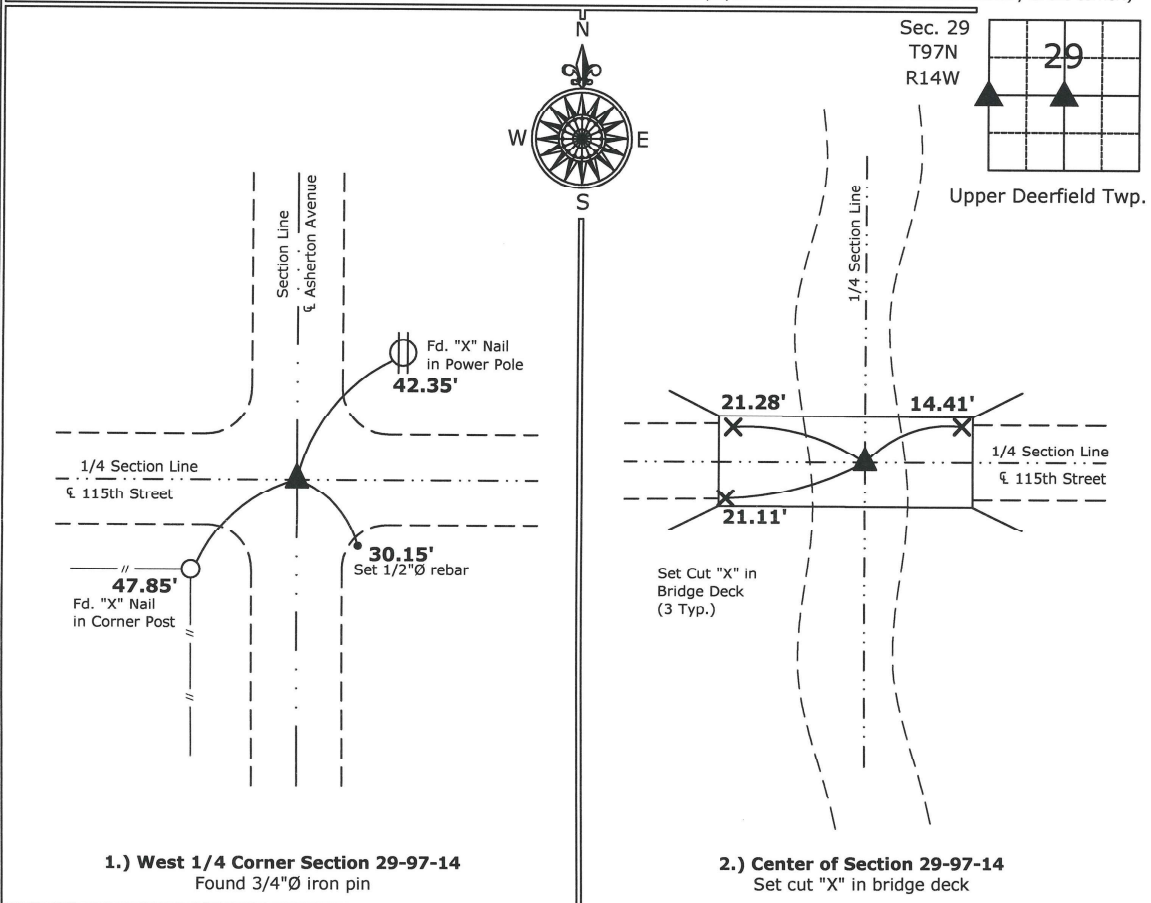 N
W
E
S
Sec. 29
T97N
R14W
29
Upper Deerfield Twp.
Section Line
℄ Asherton Avenue
Fd. "X" Nail
in Power Pole
42.35'
1/4 Section Line
℄ 115th Street
30.15'
Set 1/2"Ø rebar
47.85'
Fd. "X" Nail
in Corner Post
1.) West 1/4 Corner Section 29-97-14
Found 3/4"Ø iron pin
1/4 Section Line
21.28'
14.41'
1/4 Section Line
℄ 115th Street
21.11'
Set Cut "X" in
Bridge Deck
(3 Typ.)
2.) Center of Section 29-97-14
Set cut "X" in bridge deck